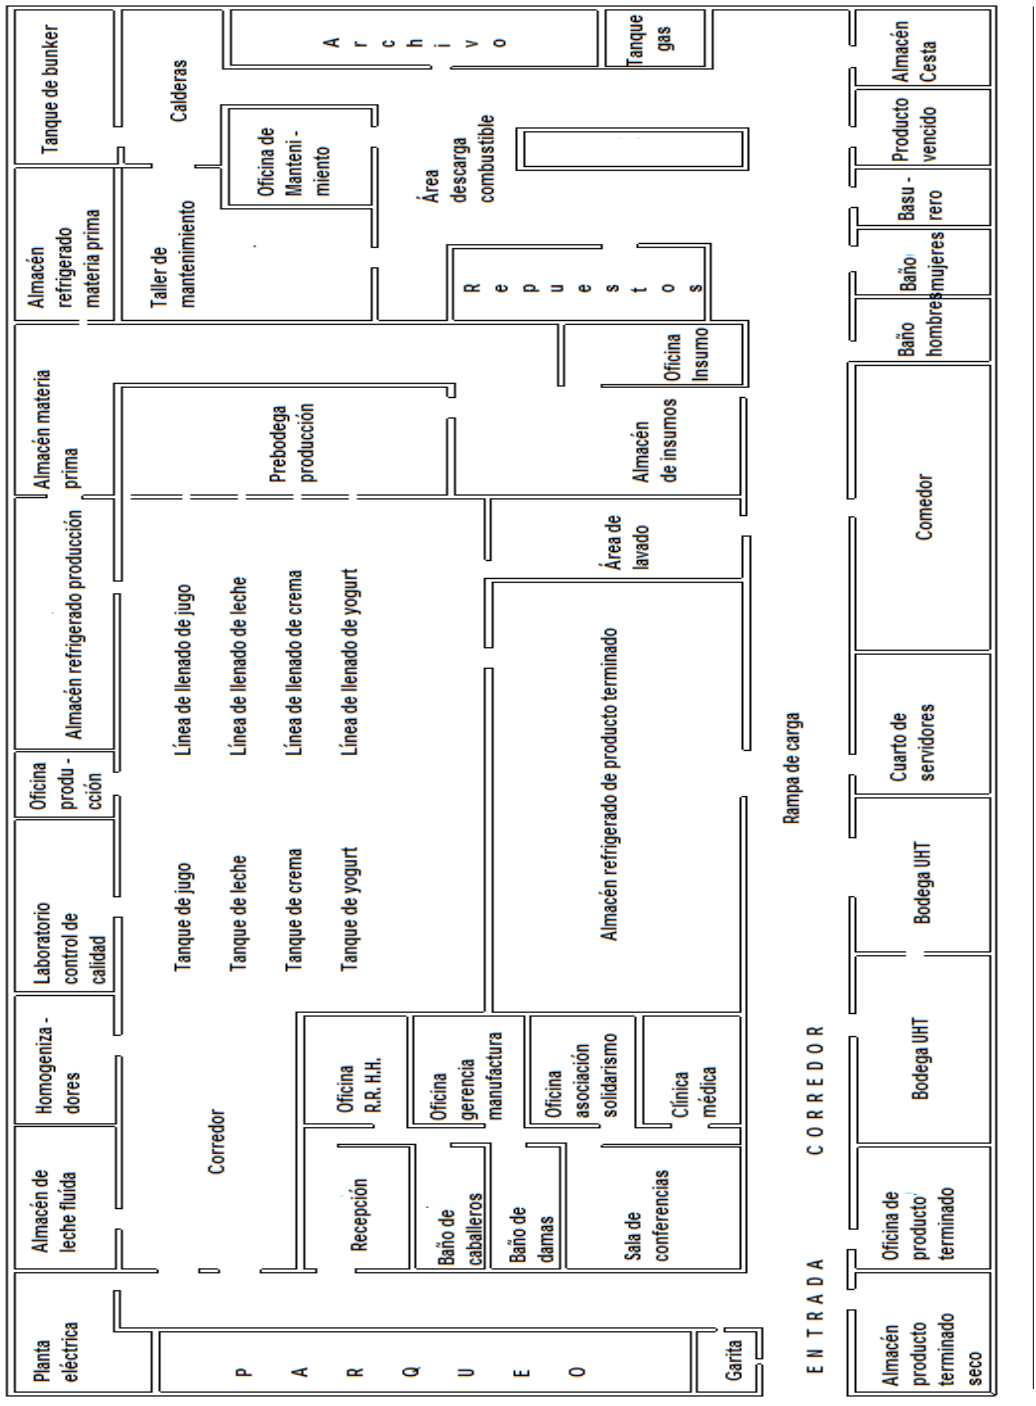 Tanque de bunker
Calderas
A r c h i v o
Tanque
gas
Almacén
Cesta
Producto
vencido
Basu -
rero
Baño
mujeres
Baño
hombres
Almacén
refrigerado
materia prima
Taller de
mantenimiento
Oficina de
Manteni -
miento
Área
descarga
combustible
R e p u e s t o s
Oficina
Insumo
Almacén materia
prima
Prebodega
producción
Almacén
de insumos
Comedor
Almacén refrigerado producción
Línea de llenado de jugo
Línea de llenado de leche
Línea de llenado de crema
Línea de llenado de yogurt
Área de
lavado
Almacén refrigerado de producto terminado
Rampa de carga
Cuarto de
servidores
Oficina
produ -
cción
Laboratorio
control de
calidad
Tanque de jugo
Tanque de leche
Tanque de crema
Tanque de yogurt
Bodega UHT
Bodega UHT
Homogeniza -
dores
Corredor
Oficina
R.R. H.H.
Oficina
gerencia
manufactura
Oficina
asociación
solidarismo
Clínica
médica
C O R R E D O R
Almacén de
leche fluída
Recepción
Baño de
caballeros
Baño de
damas
Sala de
conferencias
Oficina de
producto
terminado
Planta
eléctrica
P A R Q U E O
Garita
E N T R A D A
Almacén
producto
terminado
seco